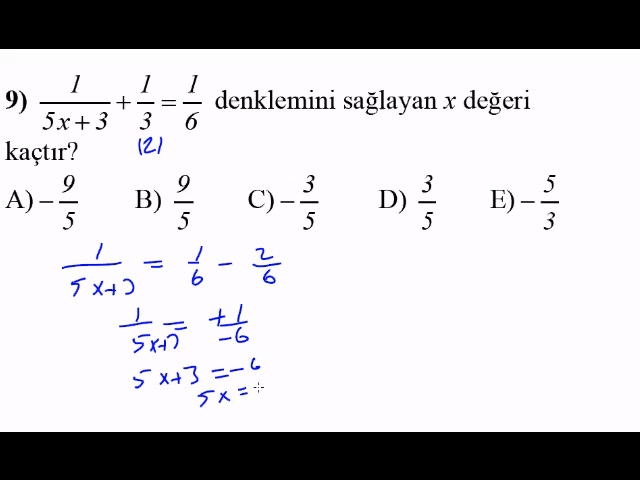 9) 1/(5x + 3) + 1/3 = 1/6 denklemini sağlayan x değeri
(2)
kaçtır?
A) -9/5 B) 9/5 C) -3/5 D) 3/5 E) -5/3
1/(5x+3) = 1/6 - 2/6
1/(5x+3) = +1/-6
5x+3 = -6
5x =